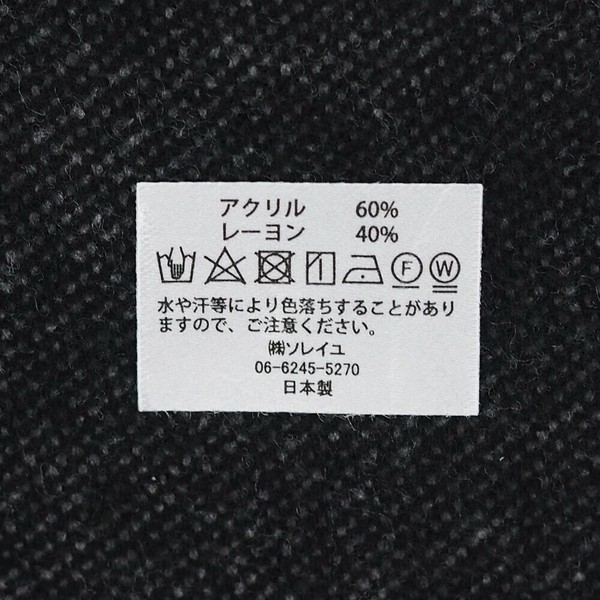 アクリル 60%
レーヨン 40%
F W
水や汗等により色落ちすることがあり
ますので、ご注意ください。
㈱ソレイユ
06-6245-5270
日本製